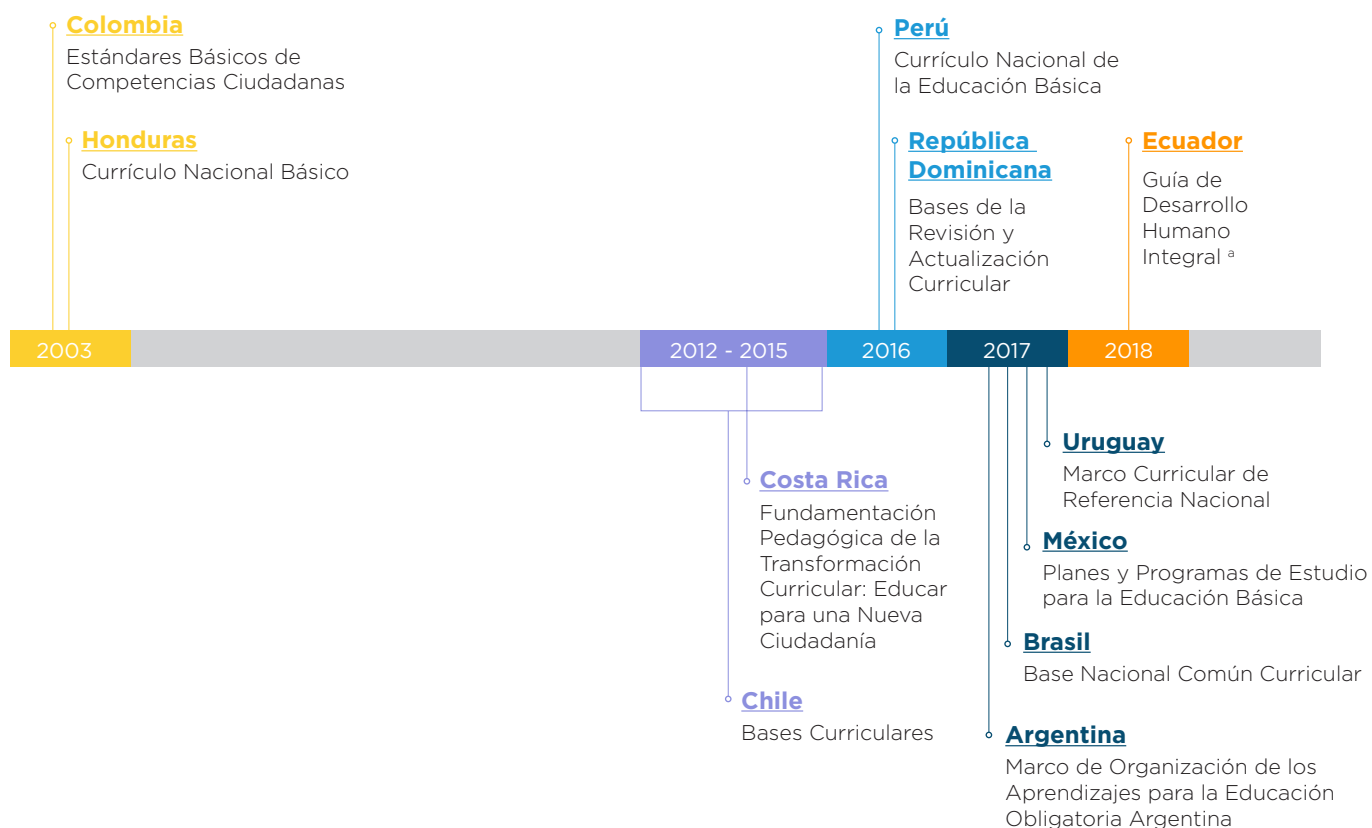 Colombia
Estándares Básicos de
Competencias Ciudadanas
Honduras
Currículo Nacional Básico
Perú
Currículo Nacional de
la Educación Básica
República
Dominicana
Bases de la
Revisión y
Actualización
Curricular
Ecuador
Guía de
Desarrollo
Humano
Integral ᵃ
2003
2012 - 2015
2016
2017
2018
Uruguay
Marco Curricular de
Referencia Nacional
Costa Rica
Fundamentación
Pedagógica de la
Transformación
Curricular: Educar
para una Nueva
Ciudadanía
México
Planes y Programas de Estudio
para la Educación Básica
Brasil
Base Nacional Común Curricular
Chile
Bases Curriculares
Argentina
Marco de Organización de los
Aprendizajes para la Educación
Obligatoria Argentina